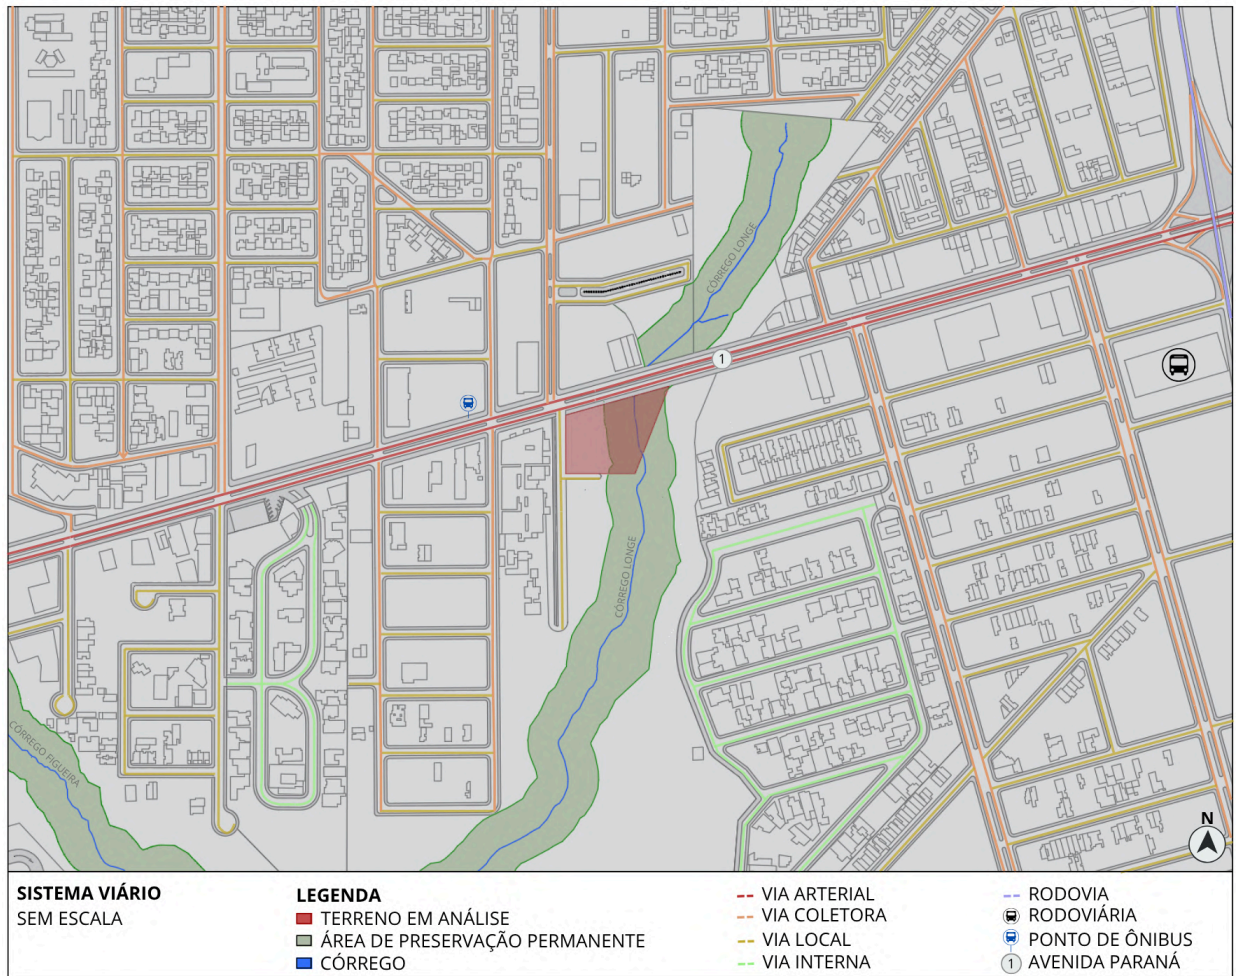 CÓRREGO LONGE
1
CÓRREGO LONGE
CÓRREGO FIGUEIRA
N
SISTEMA VIÁRIO
SEM ESCALA
LEGENDA
TERRENO EM ANÁLISE
ÁREA DE PRESERVAÇÃO PERMANENTE
CÓRREGO
VIA ARTERIAL
VIA COLETORA
VIA LOCAL
VIA INTERNA
RODOVIA
RODOVIÁRIA
PONTO DE ÔNIBUS
1 AVENIDA PARANÁ